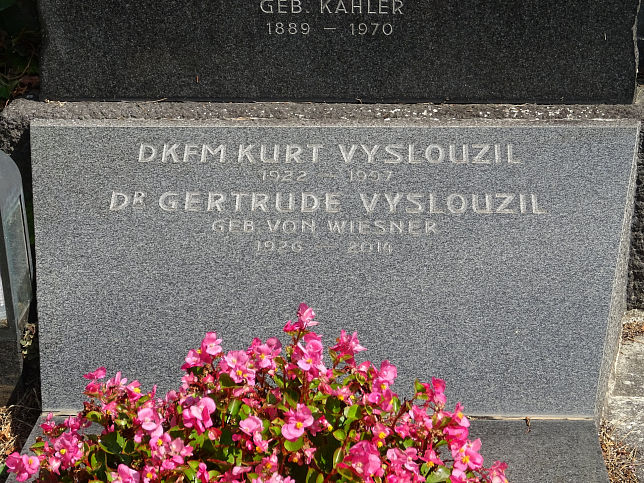 GEB. KAHLER
1889 — 1970
DKFM KURT VYSLOUZIL
1922 — 1997
DR GERTRUDE VYSLOUZIL
GEB VON WIESNER
1926 — 2014